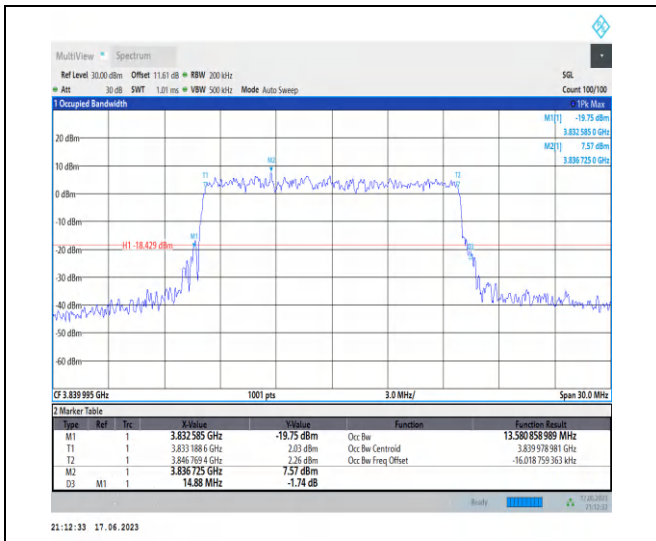 MultiView Spectrum
Ref Level 30.00 dBm Offset 11.61 dB RBW 200 kHz SGL
Att 30 dB SWT 1.01 ms VBW 500 kHz Mode Auto Sweep Count 100/100
1 Occupied Bandwidth 1Pk Max
M1[1] -19.75 dBm
3.832 585 0 GHz
M2[1] 7.57 dBm
3.836 725 0 GHz
20 dBm
10 dBm
M2
T1
T2
0 dBm
-10 dBm
M1
H1 -18.429 dBm
-20 dBm
D3
-30 dBm
-40 dBm
-50 dBm
-60 dBm
CF 3.839 995 GHz 1001 pts 3.0 MHz/ Span 30.0 MHz
2 Marker Table
Type Ref Trc X-Value Y-Value Function Function Result
M1 1 3.832 585 GHz -19.75 dBm Occ Bw 13.580 858 989 MHz
T1 1 3.833 188 6 GHz 2.03 dBm Occ Bw Centroid 3.839 978 981 GHz
T2 1 3.846 769 4 GHz 2.26 dBm Occ Bw Freq Offset -16.018 759 363 kHz
M2 1 3.836 725 GHz 7.57 dBm
D3 M1 1 14.88 MHz -1.74 dB
Ready 17.06.2023
21:12:32
21:12:33 17.06.2023